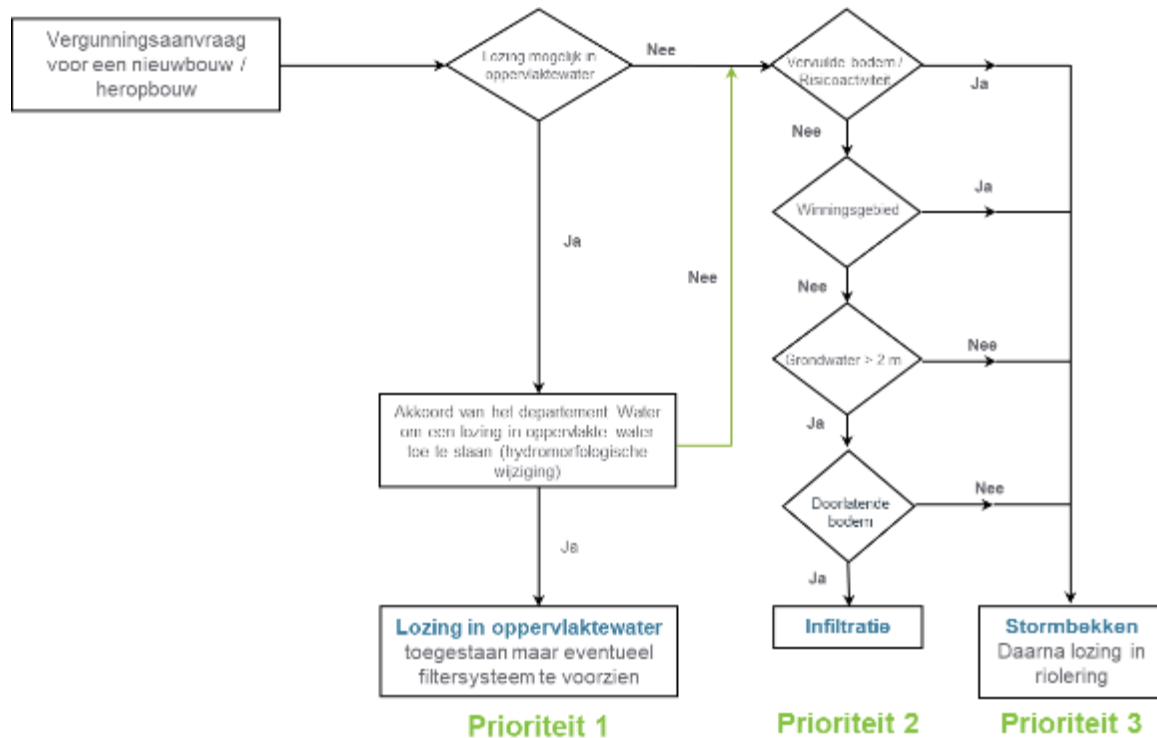 Vergunningsaanvraag
voor een nieuwbouw /
heropbouw
Lozing mogelijk in
oppervlaktewater
Nee
Vervuilde bodem /
Risicoactiviteit
Ja
Nee
Winningsgebied
Ja
Ja
Nee
Nee
Grondwater > 2 m
Nee
Akkoord van het departement Water
om een lozing in oppervlakte water
toe te staan (hydromorfologische
wijziging)
Ja
Doorlatende
bodem
Nee
Ja
Ja
Lozing in oppervlaktewater
toegestaan maar eventueel
filtersysteem te voorzien
Infiltratie
Stormbekken
Daarna lozing in
riolering
Prioriteit 1
Prioriteit 2
Prioriteit 3